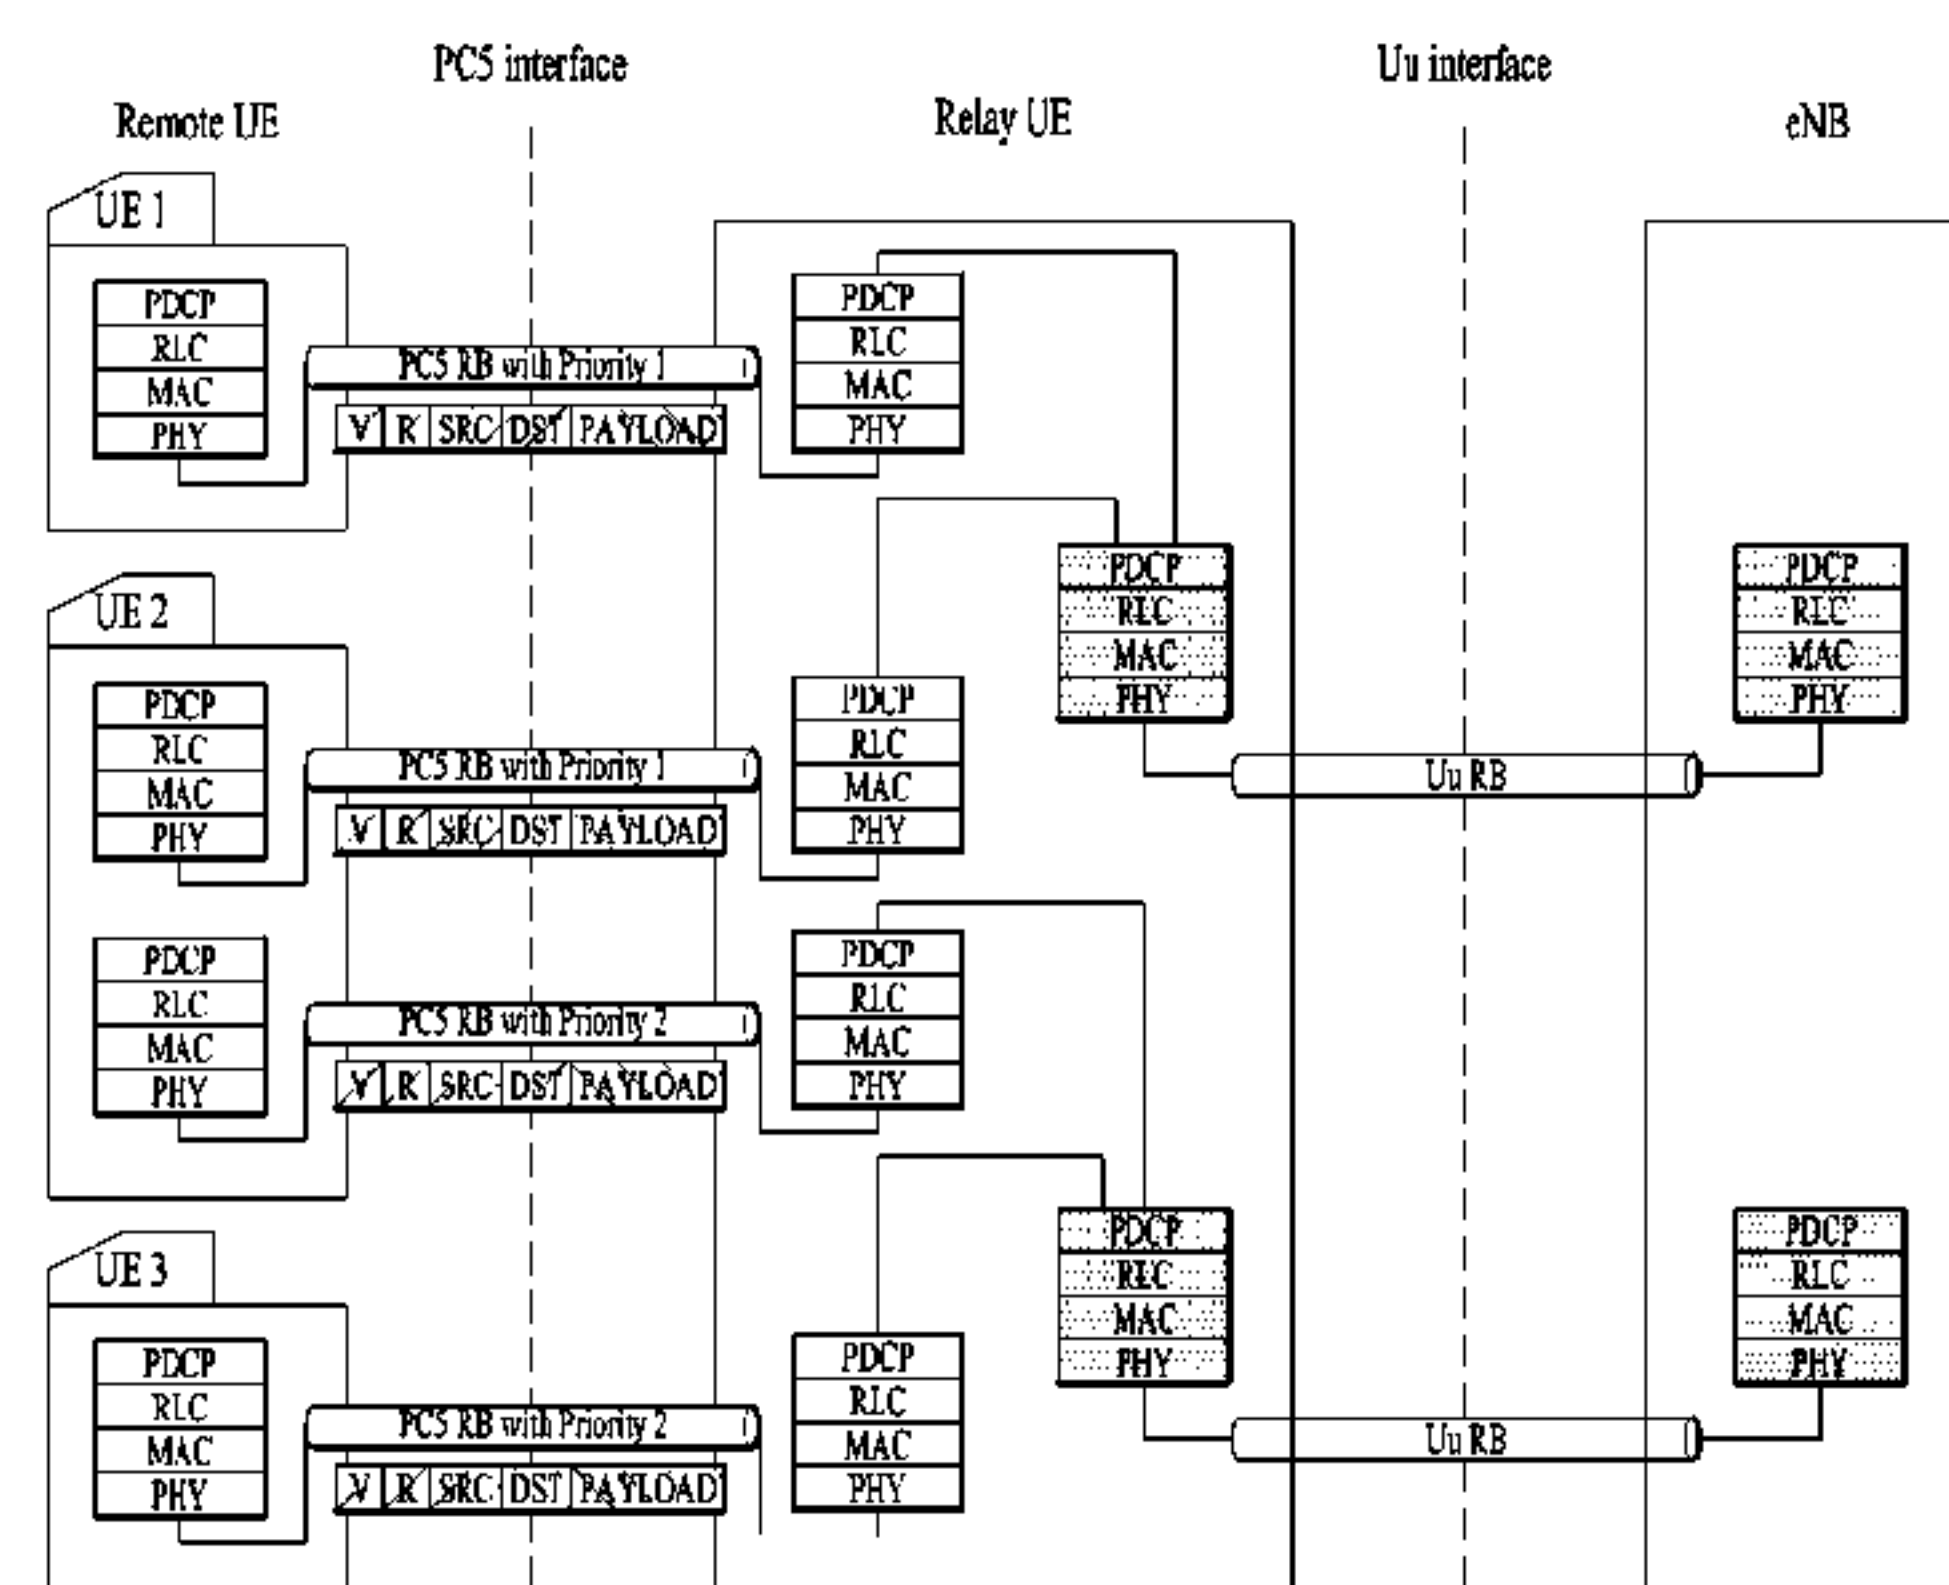 PC5 interface
Uu interface
Remote UE
Relay UE
eNB
UE 1
PDCP
RLC
MAC
PHY
PC5 RB with Priority 1
V R SRC DST PAYLOAD
PDCP
RLC
MAC
PHY
PDCP
RLC
MAC
PHY
PDCP
RLC
MAC
PHY
UE 2
PDCP
RLC
MAC
PHY
PC5 RB with Priority 1
V R SRC DST PAYLOAD
PDCP
RLC
MAC
PHY
Uu RB
PDCP
RLC
MAC
PHY
PC5 RB with Priority 2
V R SRC DST PAYLOAD
PDCP
RLC
MAC
PHY
PDCP
RLC
MAC
PHY
PDCP
RLC
MAC
PHY
UE 3
PDCP
RLC
MAC
PHY
PC5 RB with Priority 2
V R SRC DST PAYLOAD
PDCP
RLC
MAC
PHY
Uu RB